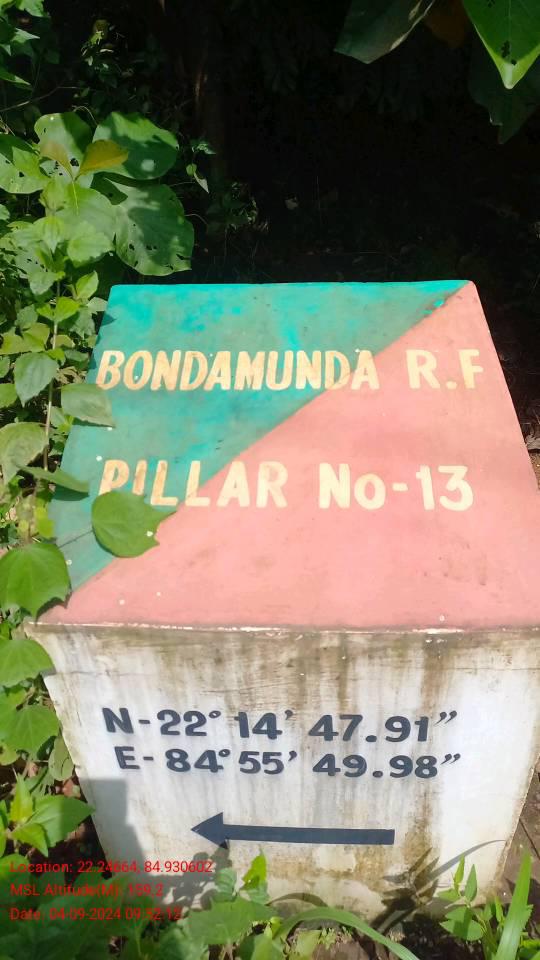 BONDAMUNDA R.F
PILLAR No-13
N-22° 14' 47.91"
E-84° 55' 49.98"
Location: 22.24664, 84.930602
MSL Altitude(M): 159.2
Date: 04-09-2024 09:52:13